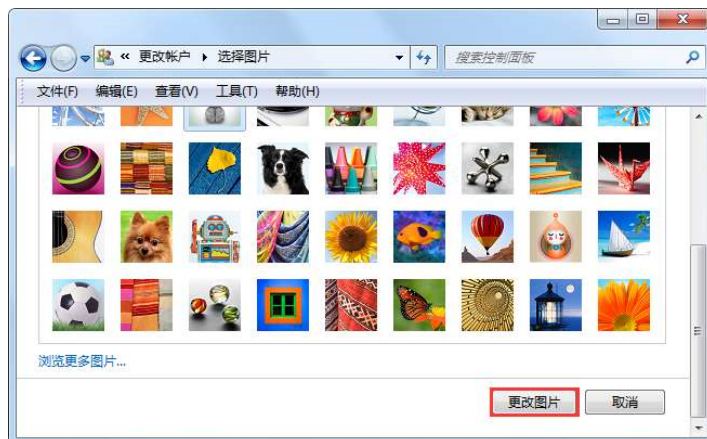 « 更改帐户 ▸ 选择图片
搜索控制面板
文件(F) 编辑(E) 查看(V) 工具(T) 帮助(H)
浏览更多图片...
更改图片 取消